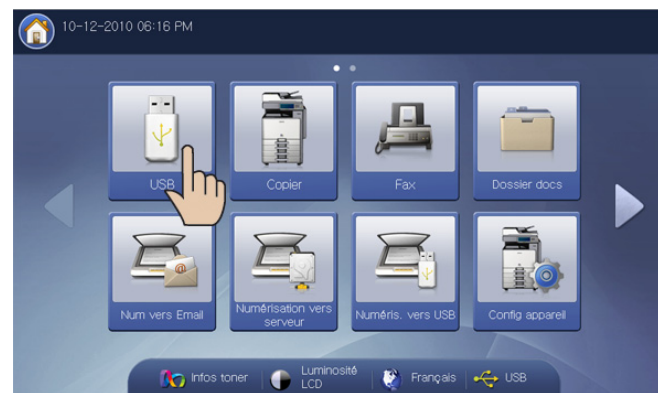 10-12-2010 06:16 PM
USB
Copier
Fax
Dossier docs
Num vers Email
Numérisation vers
serveur
Numéris. vers USB
Config appareil
Infos toner
Luminosité
LCD
Français
USB